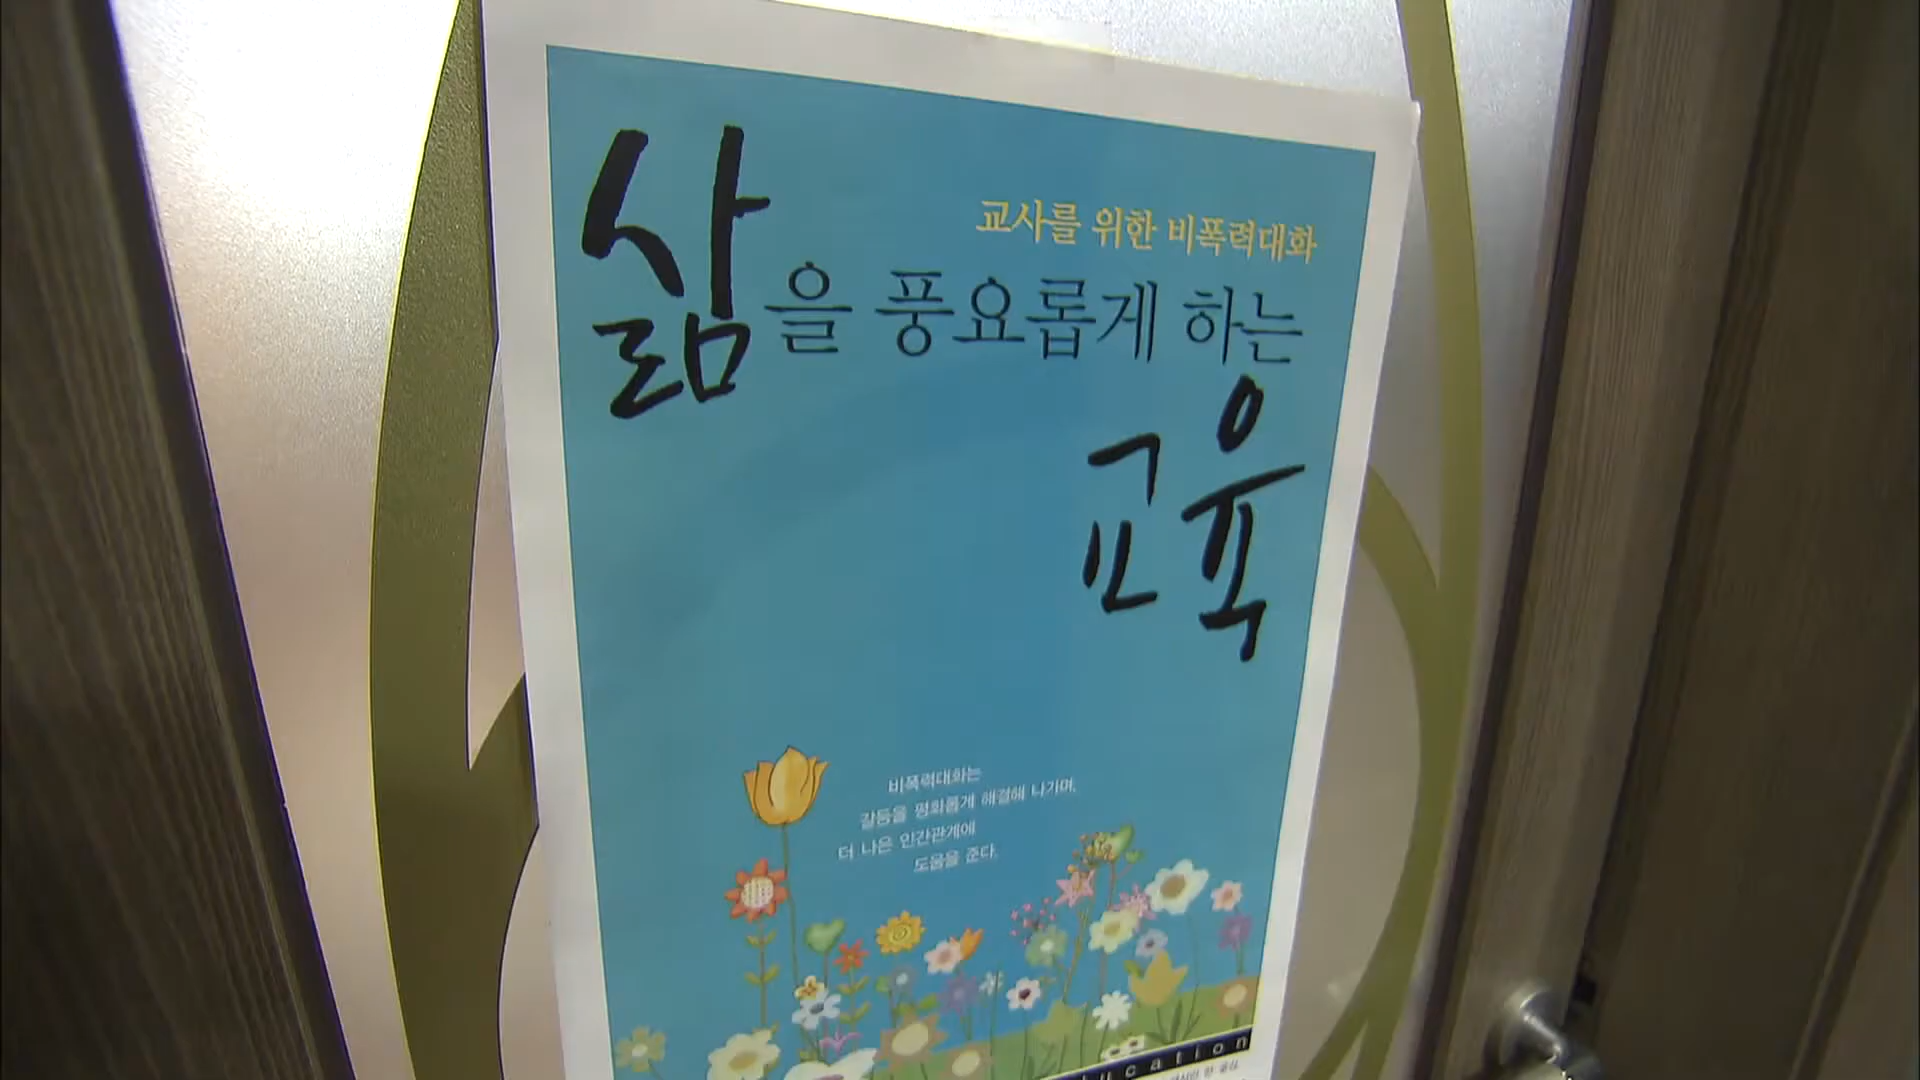 교사를 위한 비폭력대화
삶을 풍요롭게 하는
교육
비폭력대화는
갈등을 평화롭게 해결해 나가며,
더 나은 인간관계에
도움을 준다.
ucation